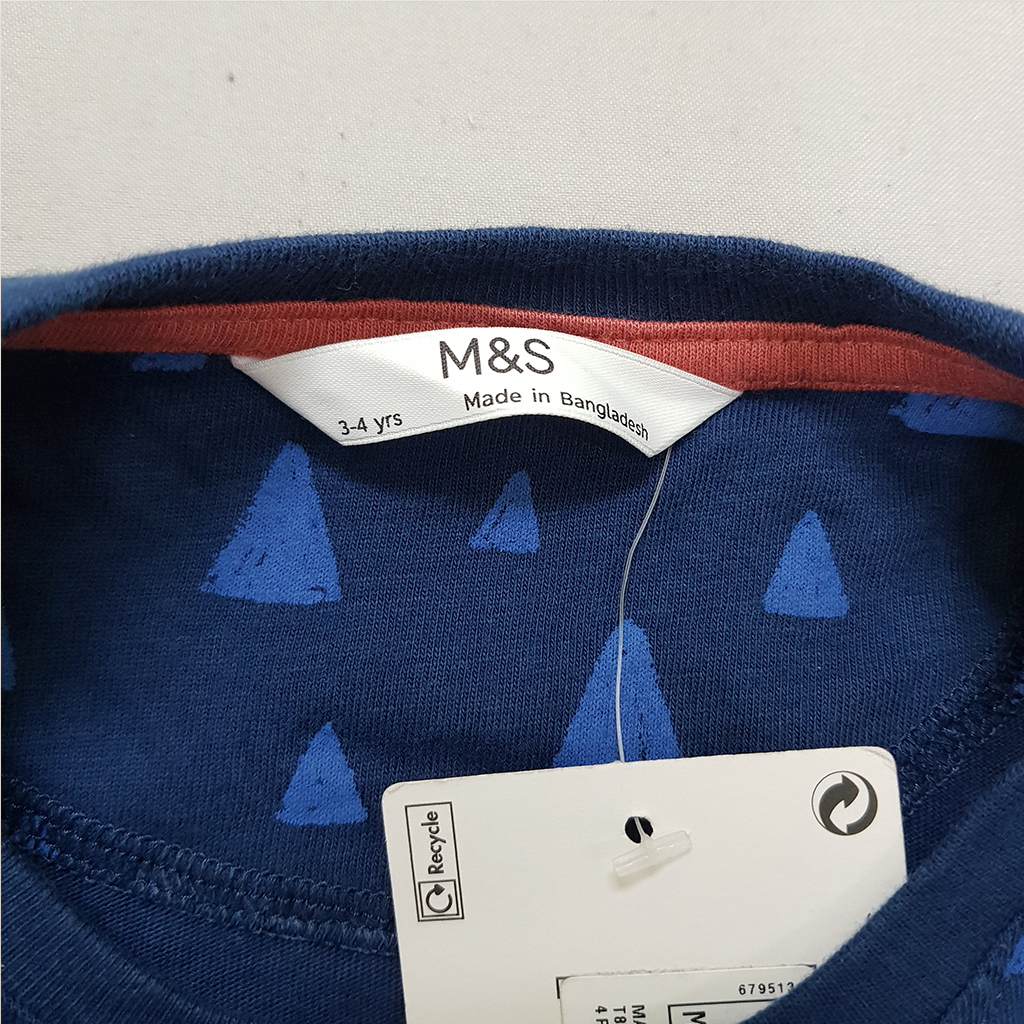 M&S
Made in Bangladesh
3-4 yrs
Recycle
679513